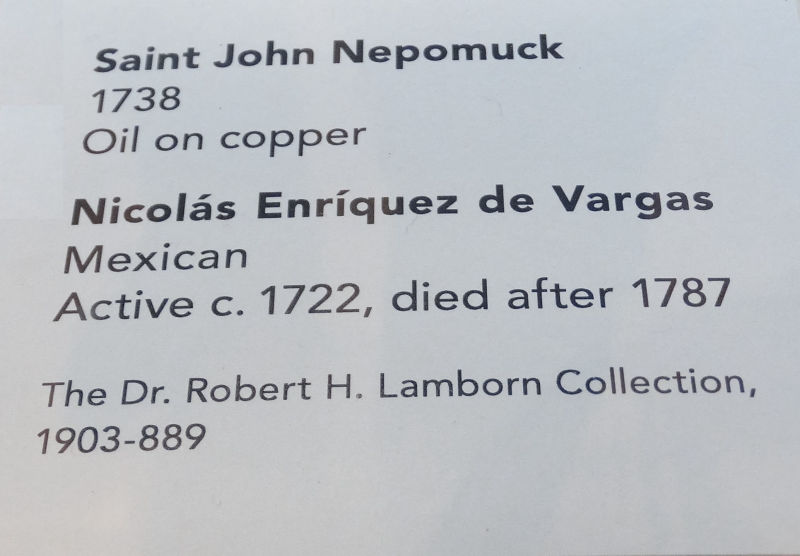 Saint John Nepomuck
1738
Oil on copper
Nicolás Enríquez de Vargas
Mexican
Active c. 1722, died after 1787
The Dr. Robert H. Lamborn Collection,
1903-889